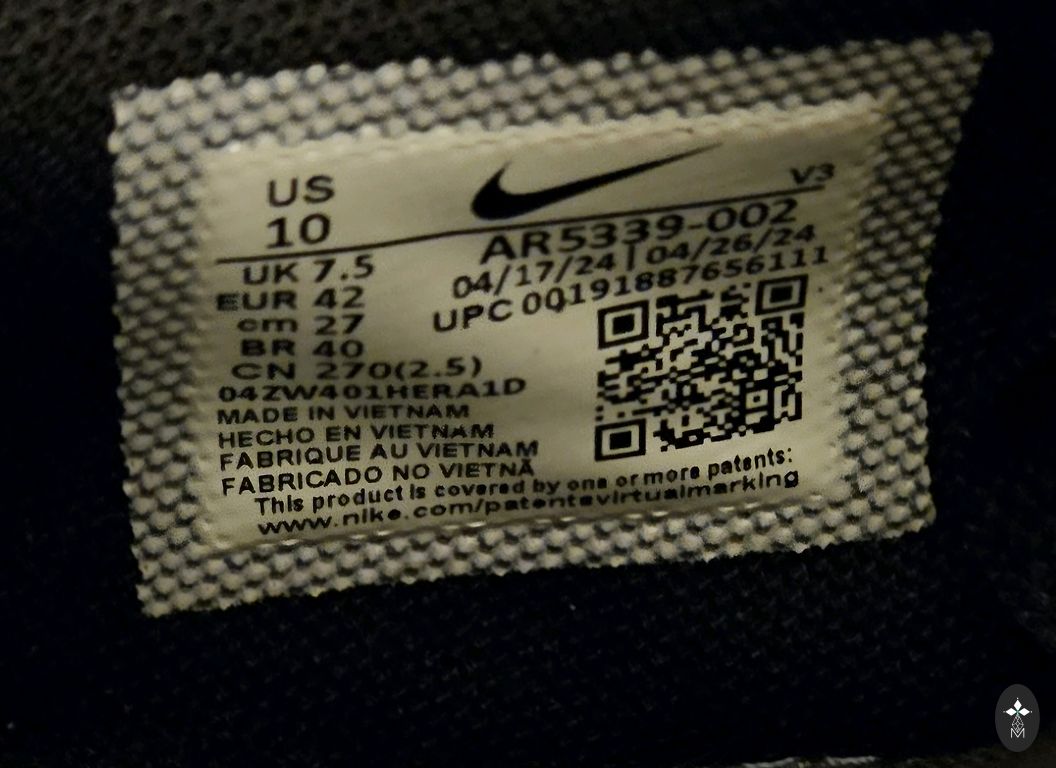 US
10
V3
UK 7.5
EUR 42
cm 27
BR 40
CN 270(2.5)
AR5339-002
04/17/24 | 04/26/24
UPC 00191887656111
04ZW401HERA1D
MADE IN VIETNAM
HECHO EN VIETNAM
FABRIQUE AU VIETNAM
FABRICADO NO VIETNÃ
This product is covered by one or more patents:
www.nike.com/patentsvirtualmarking
M